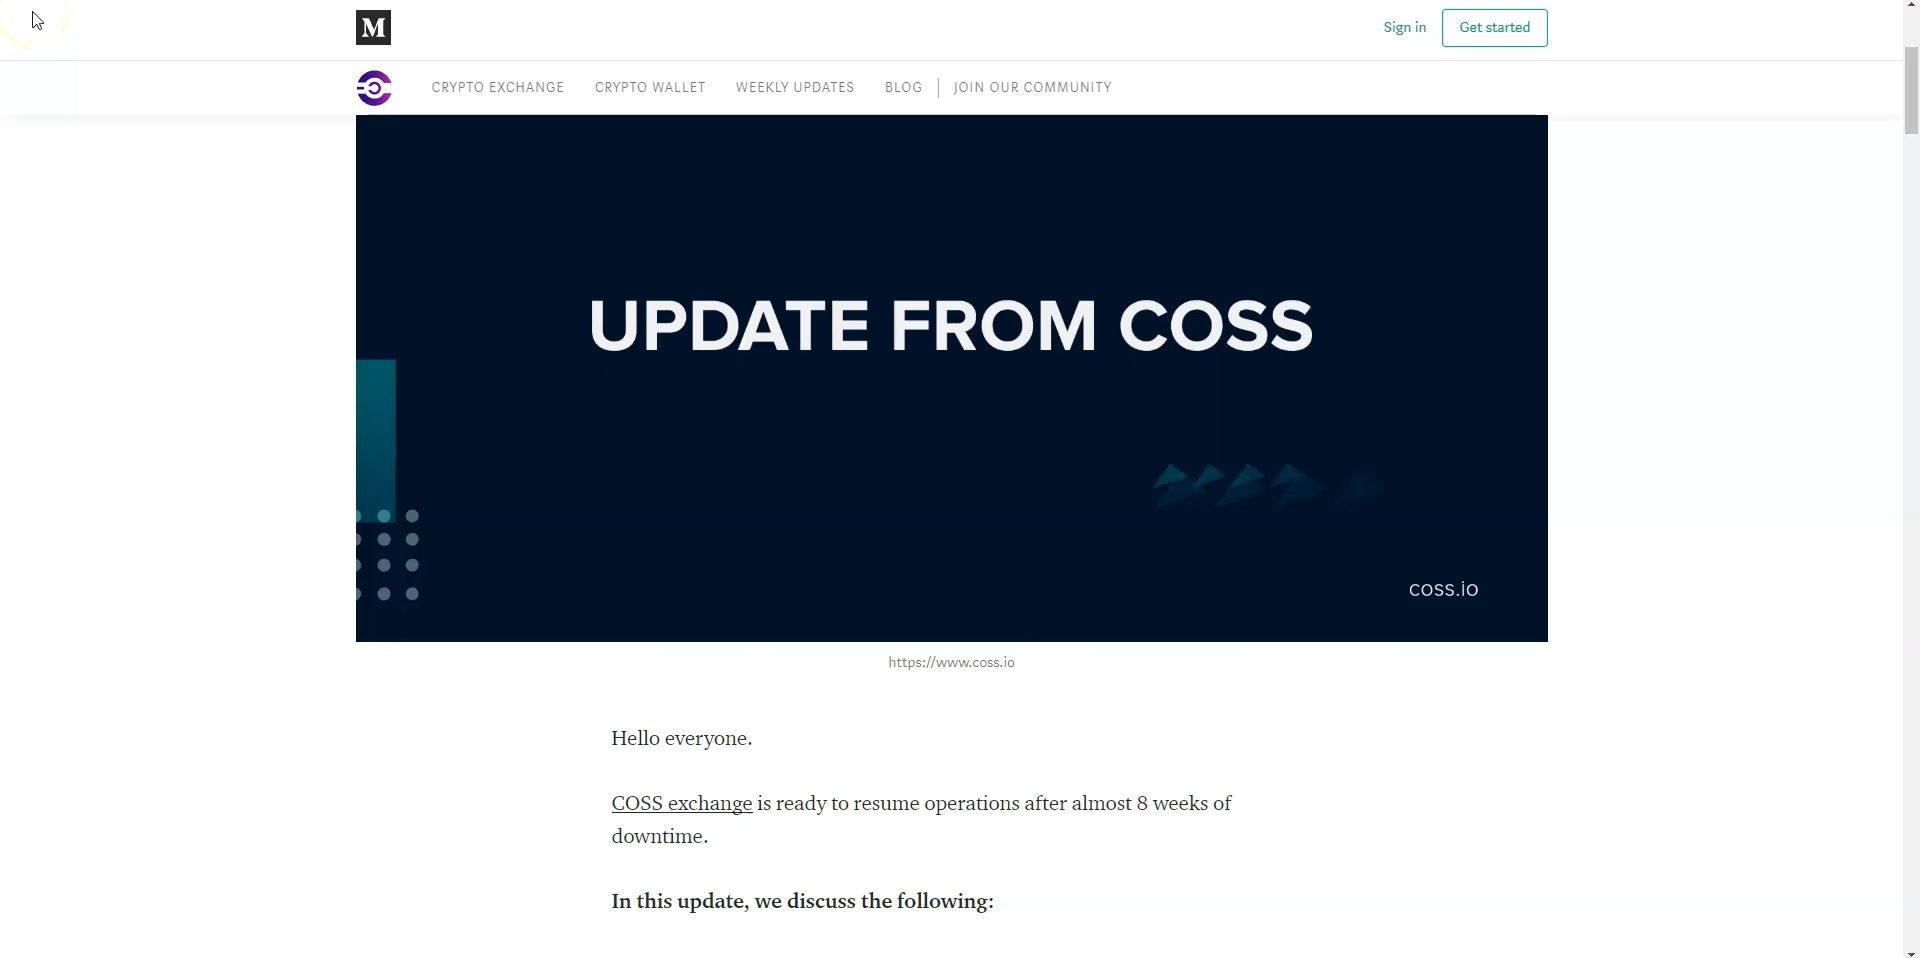 M
Sign in
Get started
CRYPTO EXCHANGE
CRYPTO WALLET
WEEKLY UPDATES
BLOG
JOIN OUR COMMUNITY
UPDATE FROM COSS
coss.io
https://www.coss.io
Hello everyone.
COSS exchange is ready to resume operations after almost 8 weeks of
downtime.
In this update, we discuss the following: